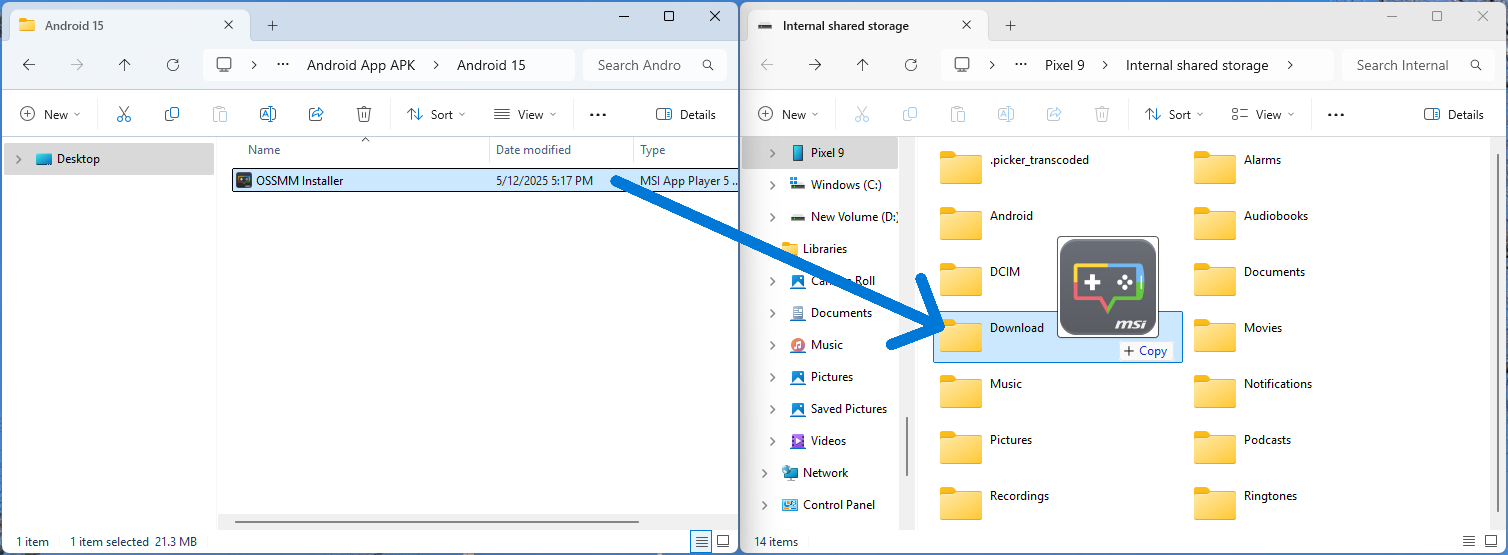 Android 15
Android App APK
Android 15
Search Andro
New
Sort
View
Details
Desktop
Name
Date modified
Type
OSSMM Installer
5/12/2025 5:17 PM
MSI App Player 5 ..
1 item
1 item selected 21.3 MB
Internal shared storage
Pixel 9
Internal shared storage
Search Internal
New
Sort
View
Details
Pixel 9
Windows (C:)
New Volume (D:)
Libraries
Roll
Documents
Music
Pictures
Saved Pictures
Videos
Network
Control Panel
.picker_transcoded
Alarms
Android
Audiobooks
DCIM
Documents
Download
Movies
msi
Copy
Music
Notifications
Pictures
Podcasts
Recordings
Ringtones
14 items